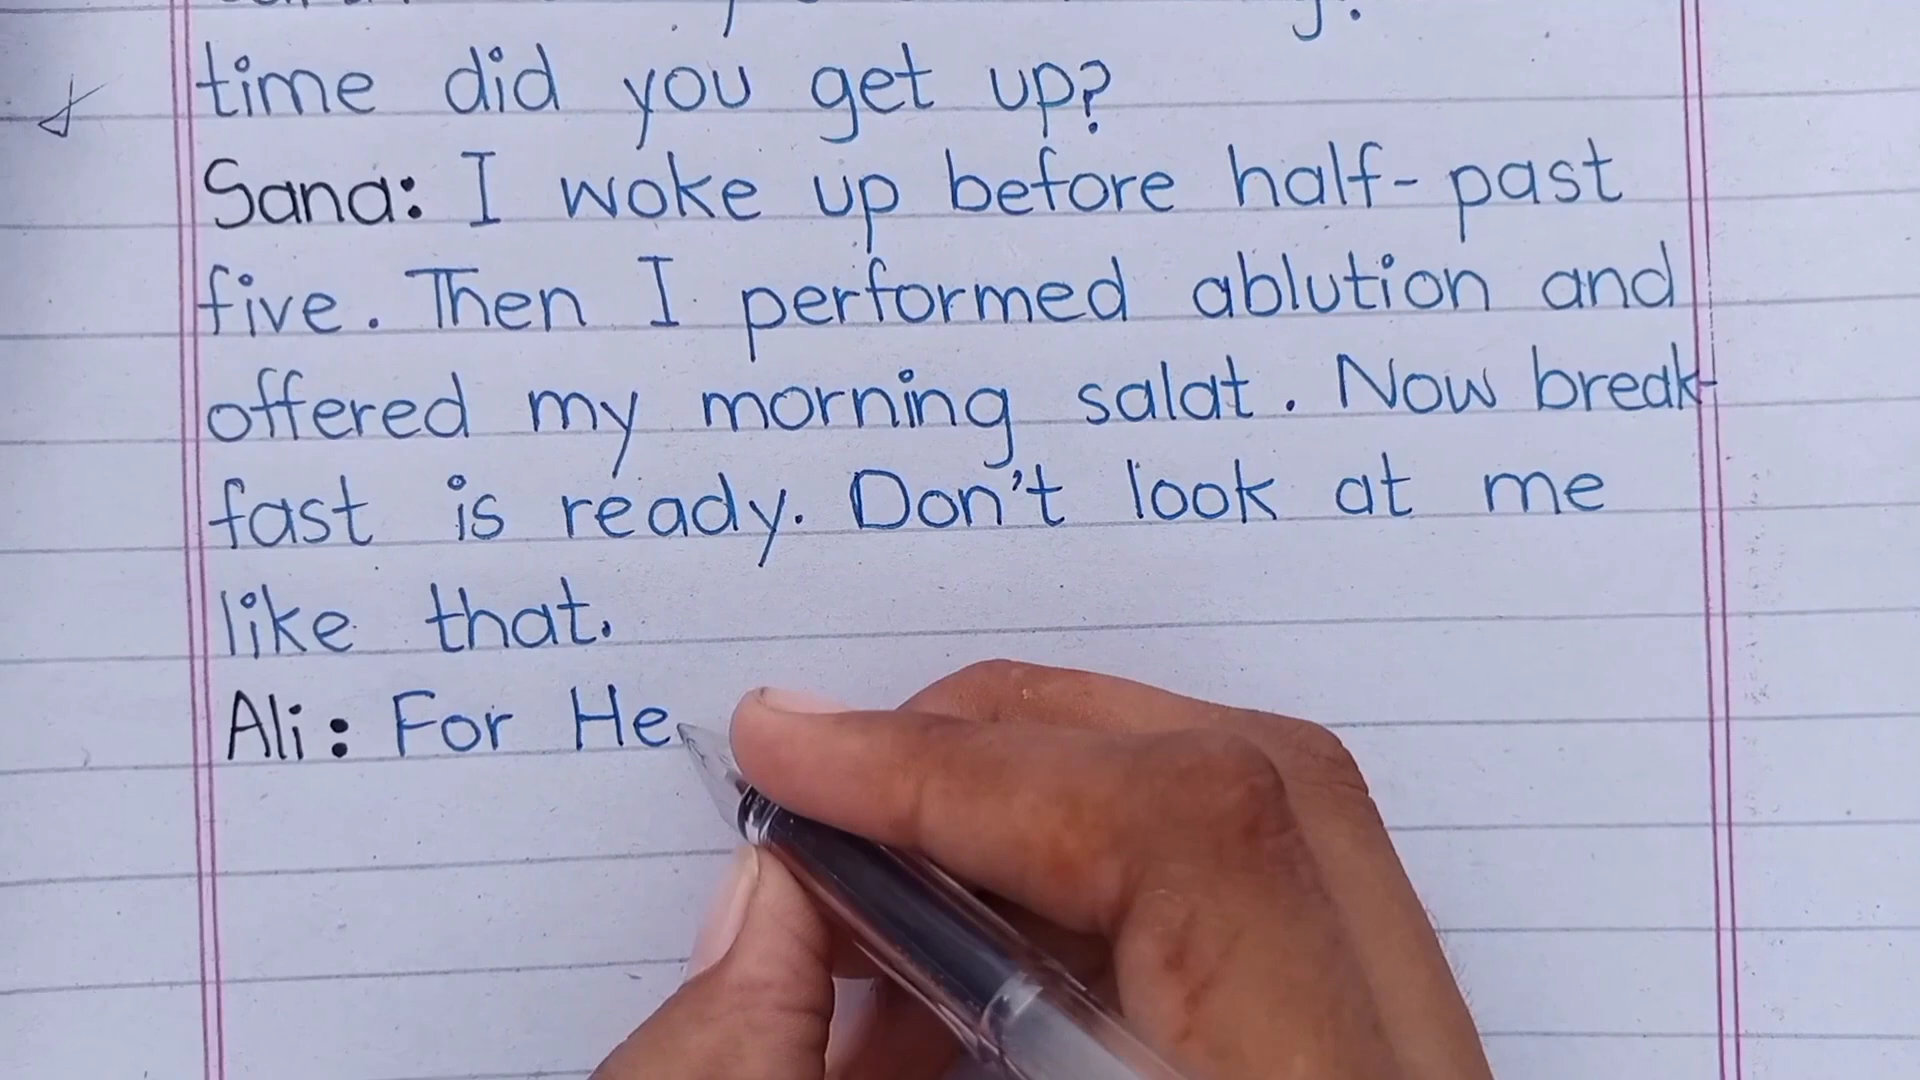 time did you get up?
Sana: I woke up before half-past
five. Then I performed ablution and
offered my morning salat. Now break-
fast is ready. Don't look at me
like that.
Ali: For He